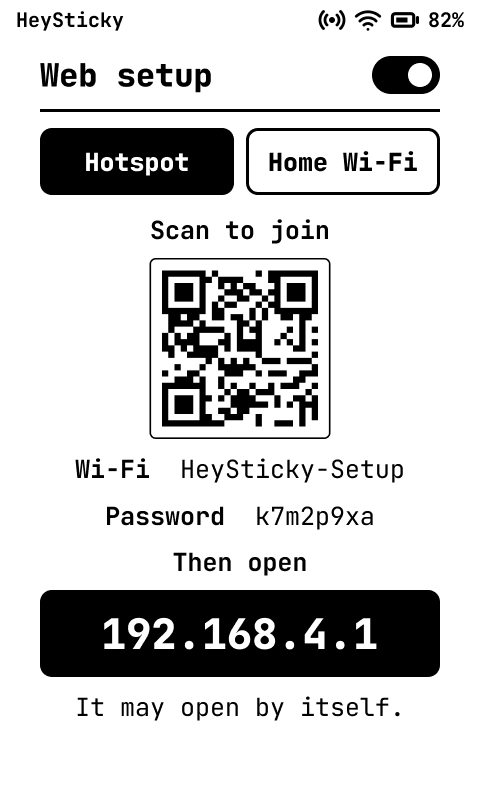 HeySticky 82%
Web setup
Hotspot Home Wi-Fi
Scan to join
Wi-Fi HeySticky-Setup
Password k7m2p9xa
Then open
192.168.4.1
It may open by itself.